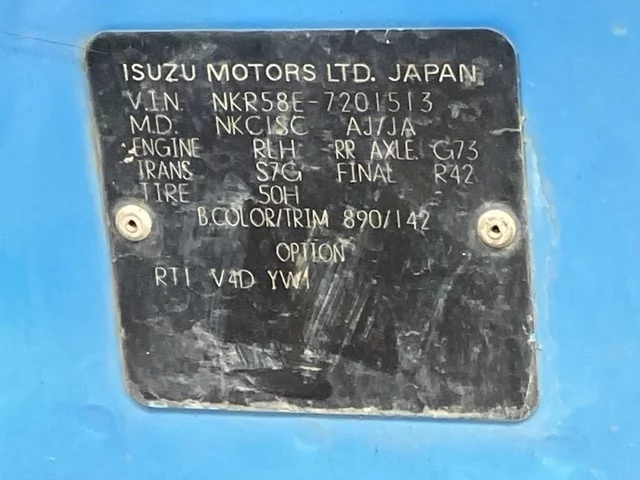 ISUZU MOTORS LTD. JAPAN
V.I.N. NKR58E-7201513
M.D. NKC1SC AJ/JA
ENGINE RLH RR AXLE. G73
TRANS S7G FINAL R42
TIRE 50H
B.COLOR/TRIM 890/142
OPTION
RT1 V4D YW1